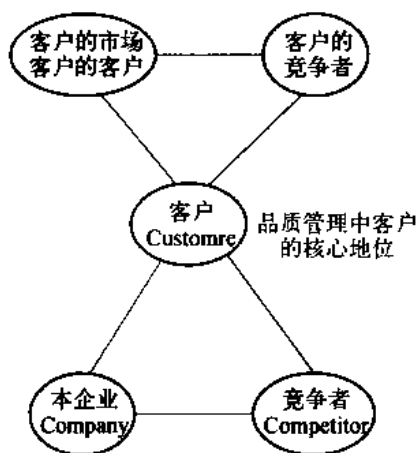 客户的市场
客户的客户
客户的
竞争者
客户
Customre
品质管理中客户
的核心地位
本企业
Company
竞争者
Competitor